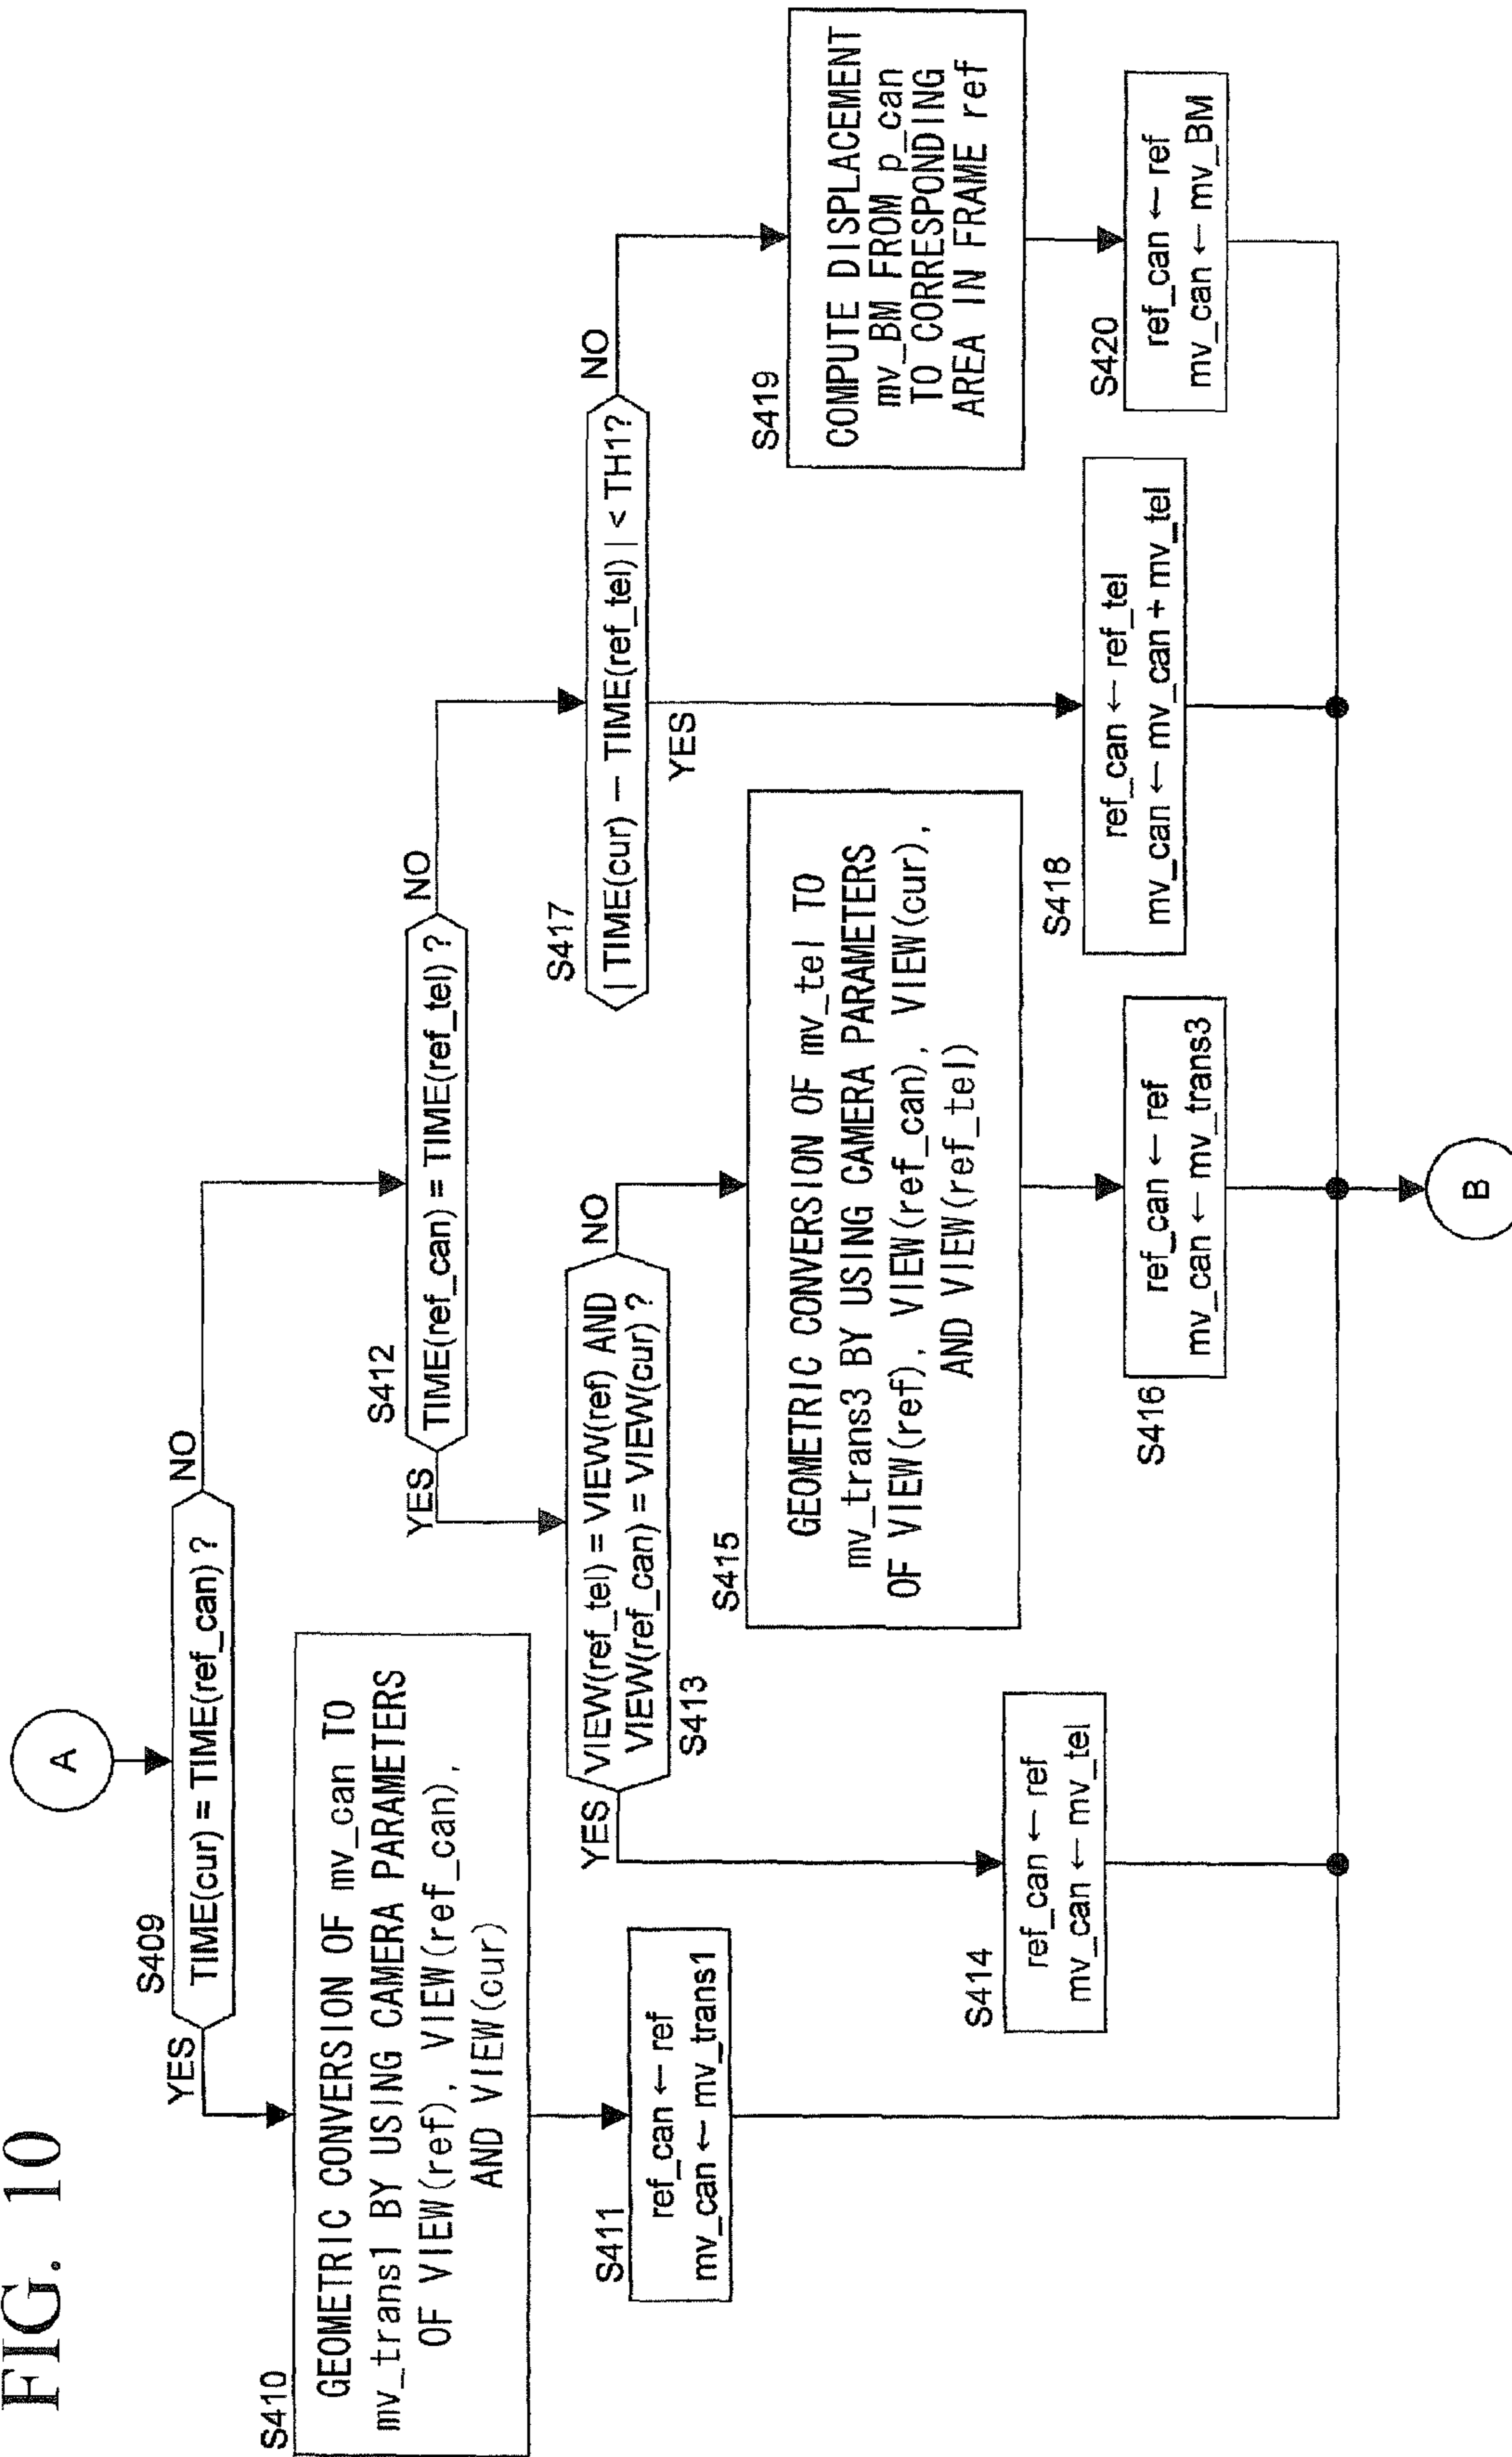 FIG. 10
A
S409
TIME(cur) = TIME(ref_can) ?
YES
NO
S410
GEOMETRIC CONVERSION OF mv_can TO
mv_trans1 BY USING CAMERA PARAMETERS
OF VIEW(ref), VIEW(ref_can),
AND VIEW(cur)
S411
ref_can ← ref
mv_can ← mv_trans1
S412
TIME(ref_can) = TIME(ref_tel) ?
YES
NO
VIEW(ref_tel) = VIEW(ref) AND
VIEW(ref_can) = VIEW(cur) ?
S413
YES
NO
S414
ref_can ← ref
mv_can ← mv_tel
S415
GEOMETRIC CONVERSION OF mv_tel TO
mv_trans3 BY USING CAMERA PARAMETERS
OF VIEW(ref), VIEW(ref_can), VIEW(cur),
AND VIEW(ref_tel)
S416
ref_can ← ref
mv_can ← mv_trans3
S417
| TIME(cur) − TIME(ref_tel) | < TH1?
YES
NO
S418
ref_can ← ref_tel
mv_can ← mv_can + mv_tel
S419
COMPUTE DISPLACEMENT
mv_BM FROM p_can
TO CORRESPONDING
AREA IN FRAME ref
S420
ref_can ← ref
mv_can ← mv_BM
B